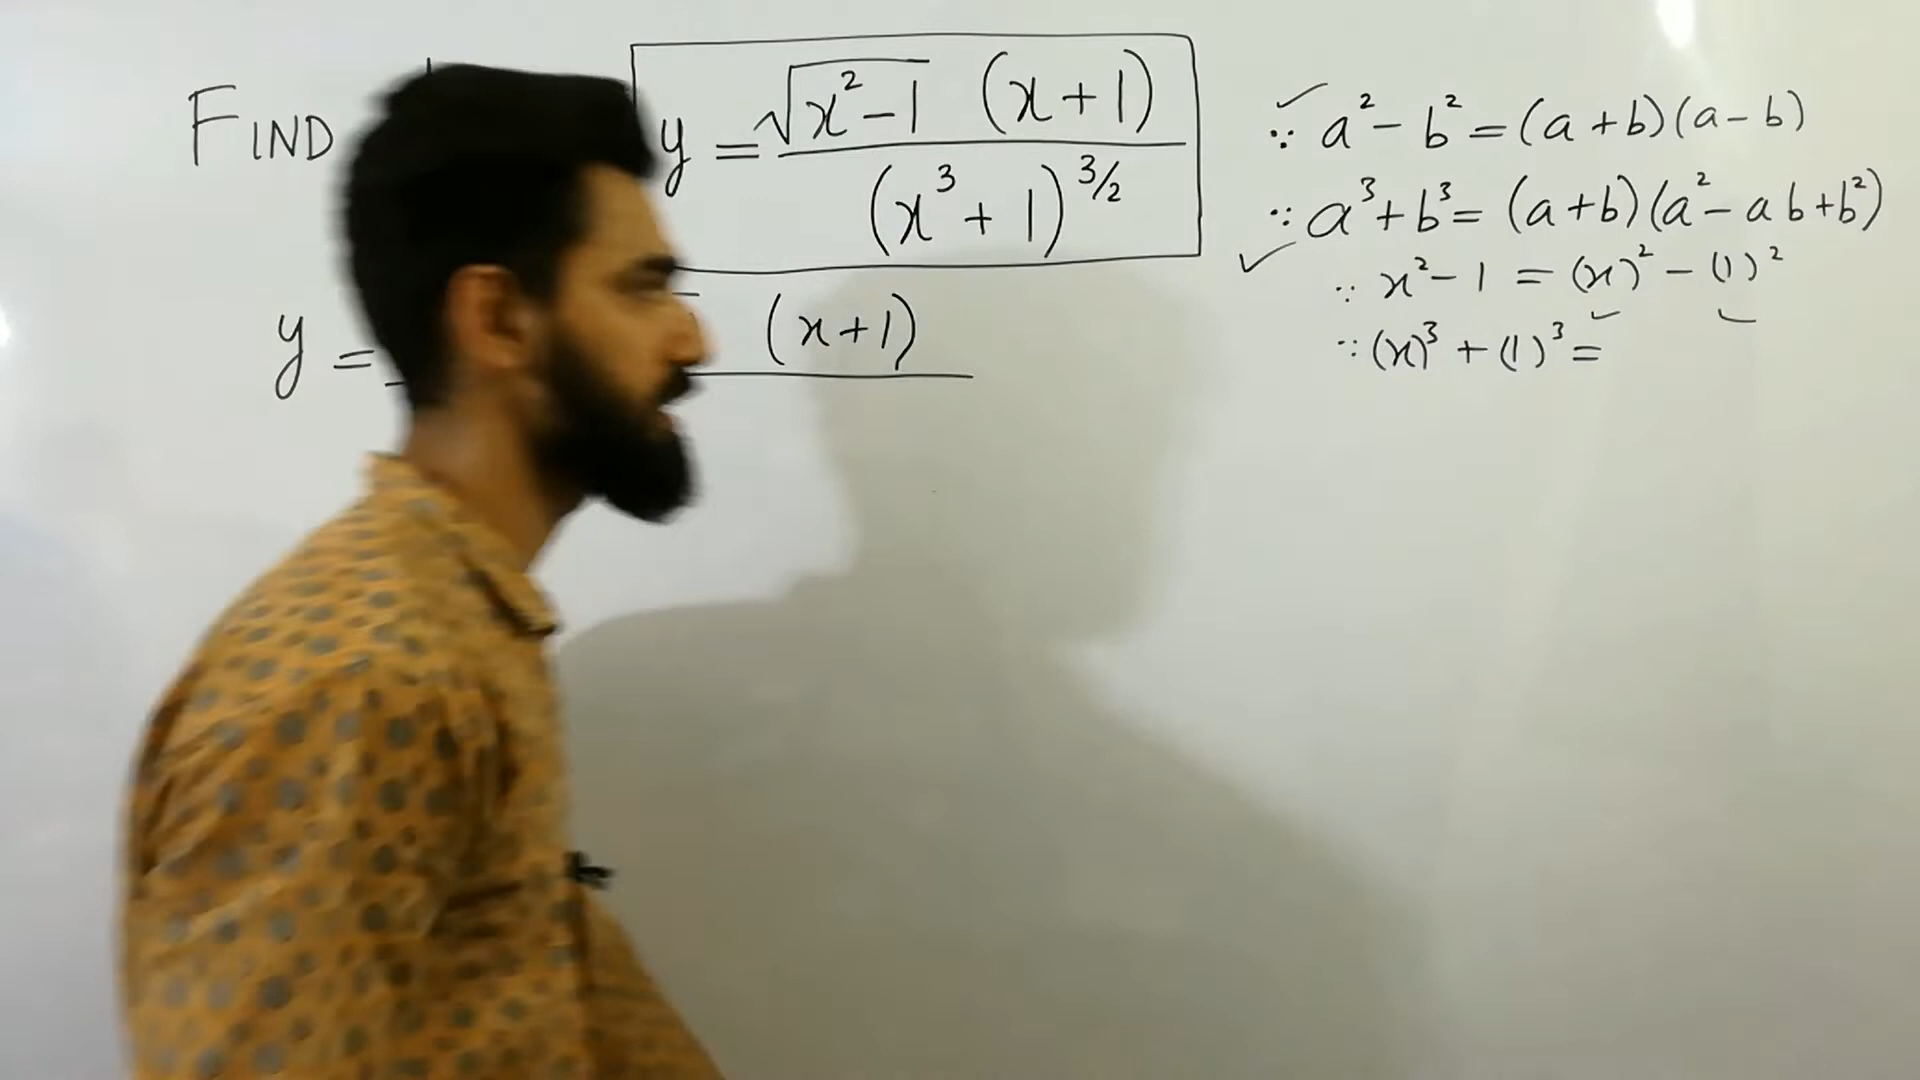 FIND y = √x²-1 (x+1) / (x³+1)^3/2
y = (x+1)
✓ ∵ a² - b² = (a+b)(a-b)
∵ a³+b³= (a+b)(a²-ab+b²)
✓ ∵ x²-1 = (x)² - (1)²
∵ (x)³ + (1)³ =